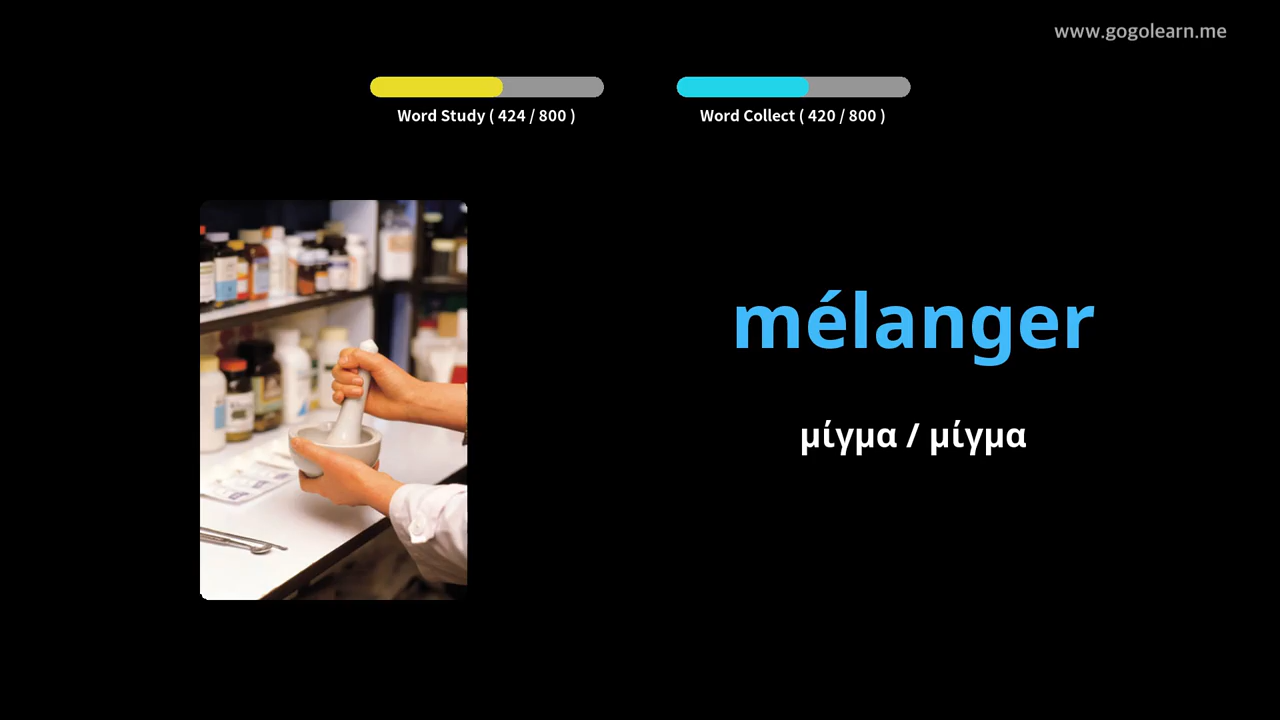 www.gogolearn.me
Word Study ( 424 / 800 )
Word Collect ( 420 / 800 )
mélanger
μίγμα / μίγμα